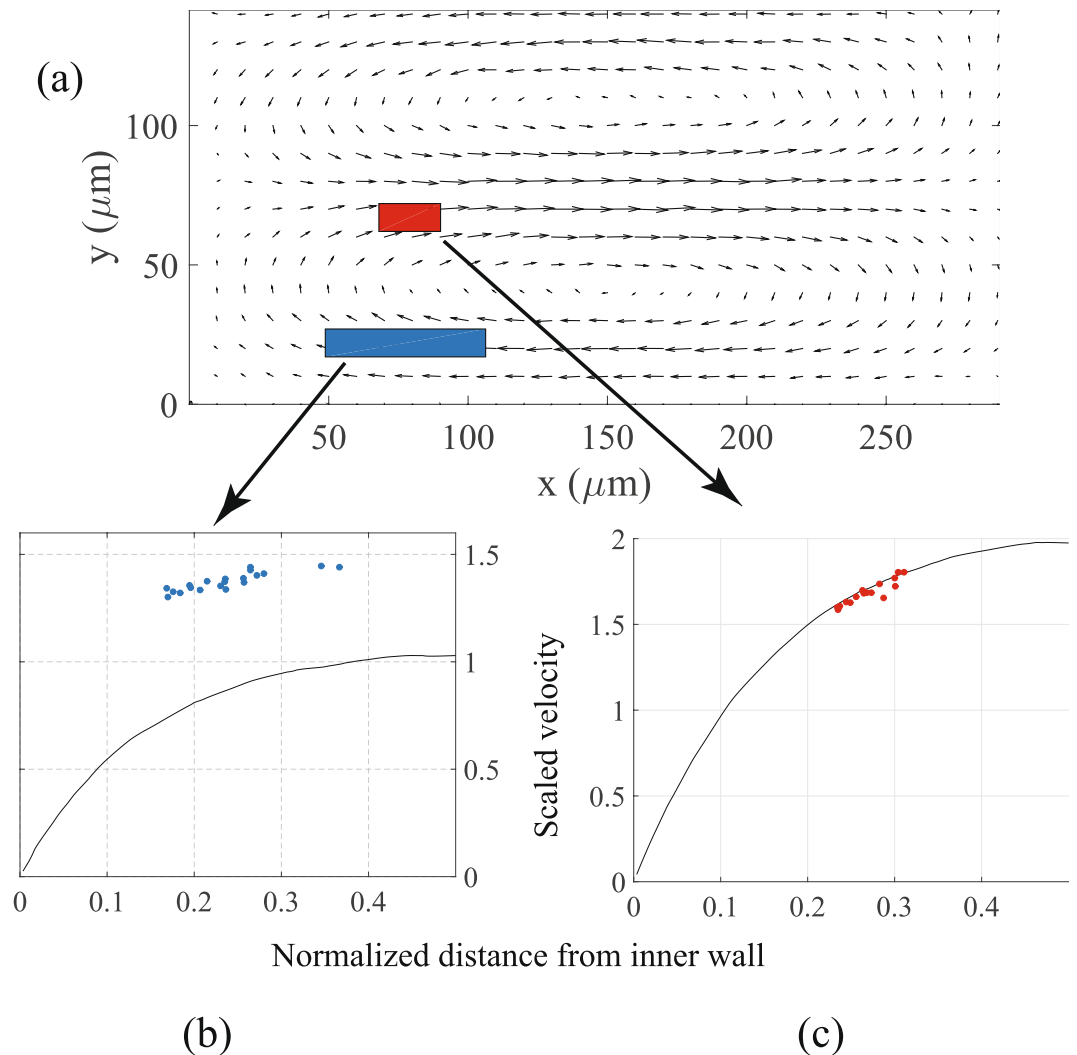 (a)
100
50
0
y (μm)
50 100 150 200 250
x (μm)
1.5
1
0.5
0
0 0.1 0.2 0.3 0.4
2
1.5
1
0.5
0
Scaled velocity
0 0.1 0.2 0.3 0.4
Normalized distance from inner wall
(b) (c)